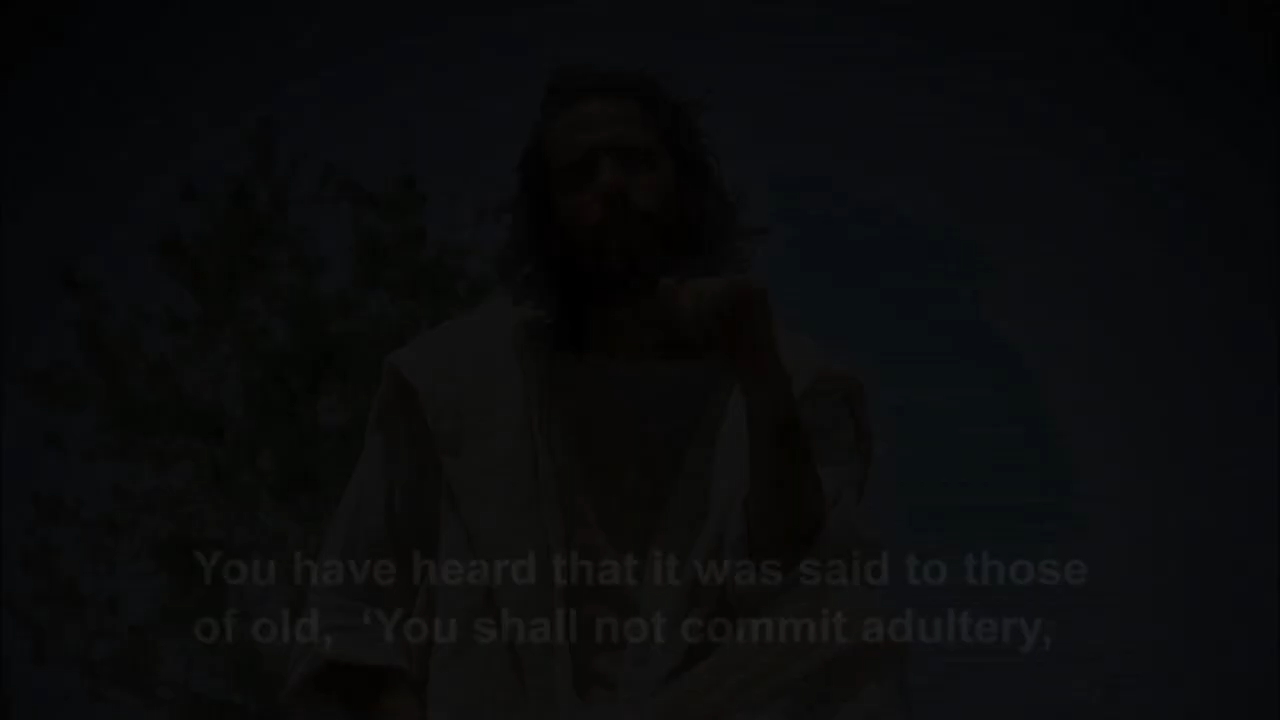 You have heard that it was said to those
of old, ‘You shall not commit adultery,